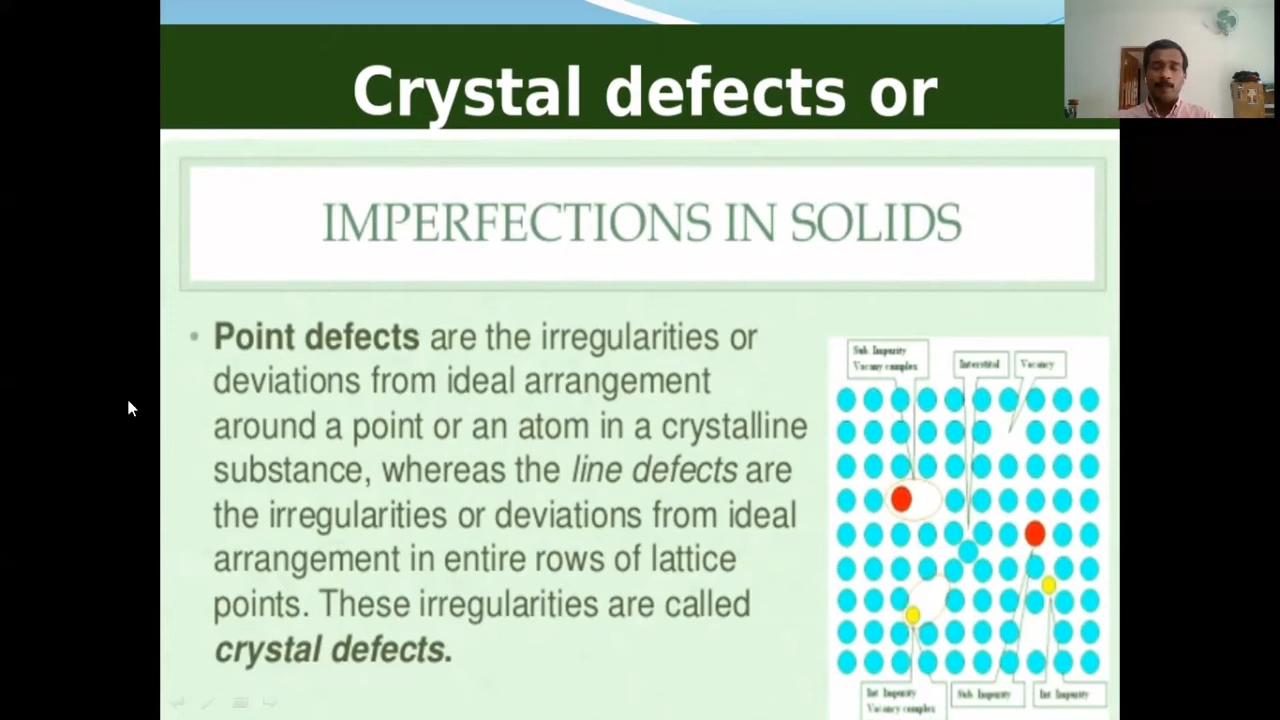 Crystal defects or
IMPERFECTIONS IN SOLIDS
• Point defects are the irregularities or
deviations from ideal arrangement
around a point or an atom in a crystalline
substance, whereas the line defects are
the irregularities or deviations from ideal
arrangement in entire rows of lattice
points. These irregularities are called
crystal defects.
Sub. Impurity
Vacancy complex
Interstitial
Vacancy
Int Impurity
Vacancy complex
Sub Impurity
Int Impurity